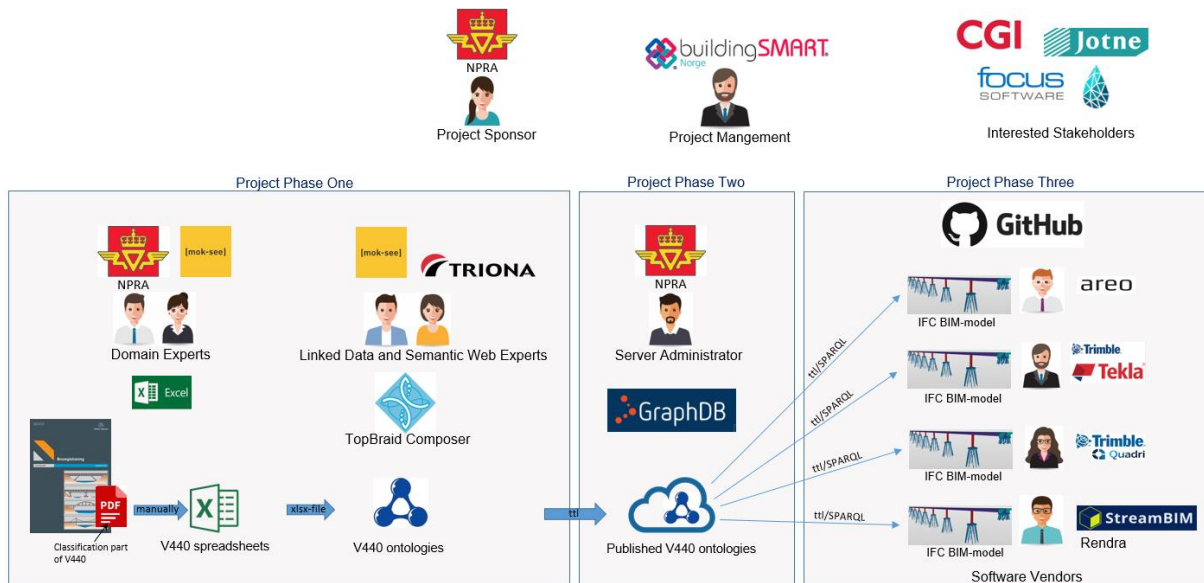 NPRA
Project Sponsor
buildingSMART®
Norge
Project Mangement
CGI
Jotne
focus
SOFTWARE
Interested Stakeholders
Project Phase One
Project Phase Two
Project Phase Three
NPRA
[mok-see]
Domain Experts
Excel
[mok-see]
TRIONA
Linked Data and Semantic Web Experts
TopBraid Composer
PDF
Classification part
of V440
manually
V440 spreadsheets
xlsx-file
V440 ontologies
ttl
NPRA
Server Administrator
GraphDB
Published V440 ontologies
GitHub
ttl/SPARQL
IFC BIM-model
areo
ttl/SPARQL
IFC BIM-model
Trimble
Tekla
ttl/SPARQL
IFC BIM-model
Trimble
Quadri
ttl/SPARQL
IFC BIM-model
StreamBIM
Rendra
Software Vendors